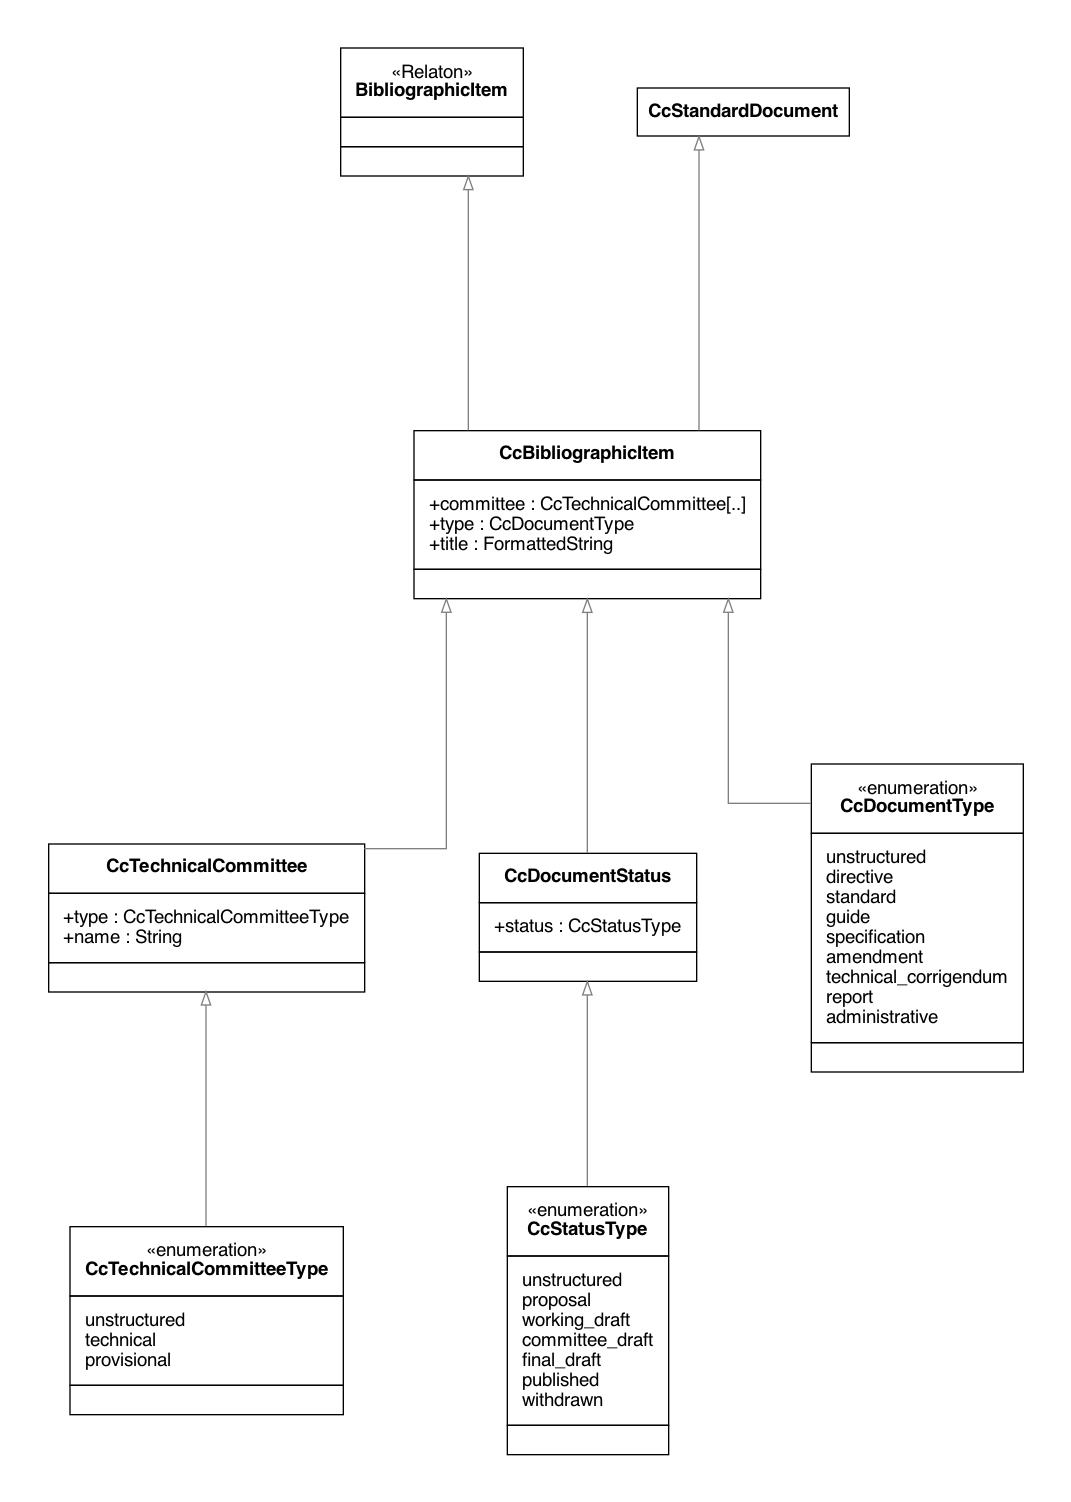 «Relaton»
BibliographicItem
CcStandardDocument
CcBibliographicItem
+committee : CcTechnicalCommittee[..]
+type : CcDocumentType
+title : FormattedString
«enumeration»
CcDocumentType
unstructured
directive
standard
guide
specification
amendment
technical_corrigendum
report
administrative
CcTechnicalCommittee
+type : CcTechnicalCommitteeType
+name : String
CcDocumentStatus
+status : CcStatusType
«enumeration»
CcStatusType
unstructured
proposal
working_draft
committee_draft
final_draft
published
withdrawn
«enumeration»
CcTechnicalCommitteeType
unstructured
technical
provisional